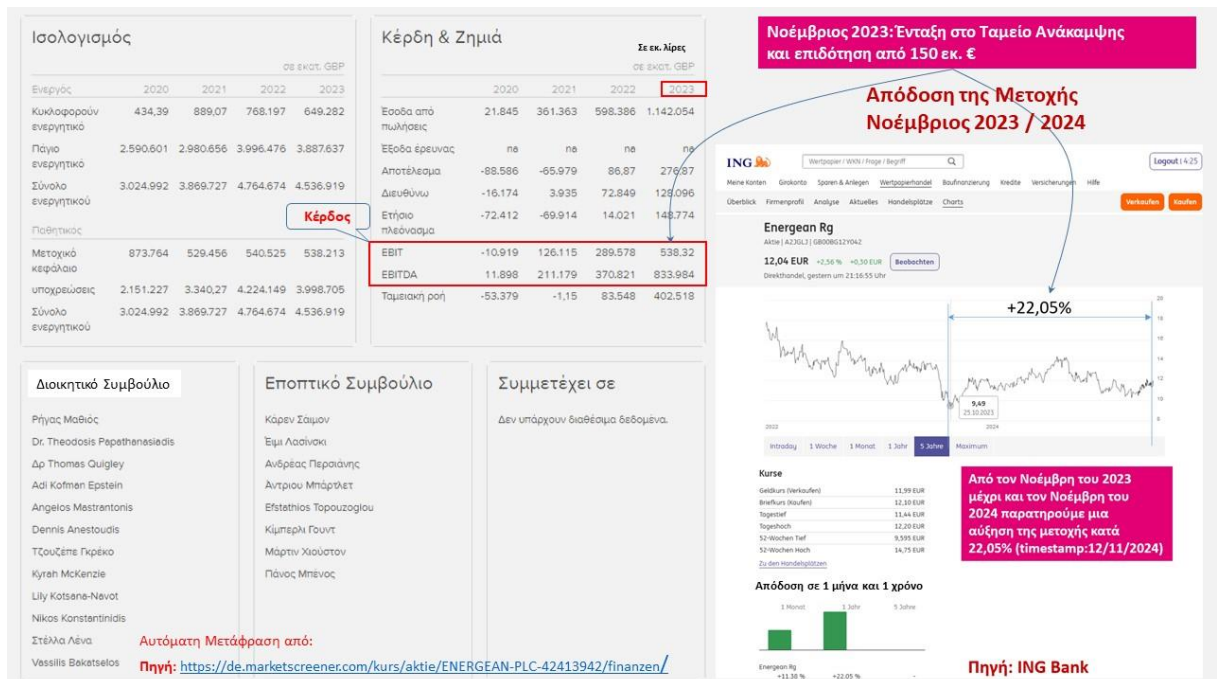 Ισολογισμός
σε εκατ. GBP
Ενεργός 2020 2021 2022 2023
Κυκλοφορούν ενεργητικό 434,39 889,07 768.197 649.282
Πάγιο ενεργητικό 2.590.601 2.980.656 3.996.476 3.887.637
Σύνολο ενεργητικού 3.024.992 3.869.727 4.764.674 4.536.919
Παθητικος
Μετοχικό κεφάλαιο 873.764 529.456 540.525 538.213
υποχρεώσεις 2.151.227 3.340,27 4.224.149 3.998.705
Σύνολο ενεργητικού 3.024.992 3.869.727 4.764.674 4.536.919
Κέρδη & Ζημιά
Σε εκ. λίρες
σε εκατ. GBP
2020 2021 2022 2023
Έσοδα από πωλήσεις 21.845 361.363 598.386 1.142.054
Έξοδα έρευνας na na na na
Αποτέλεσμα -88.586 -65.979 86,87 276,87
Διευθύνω -16.174 3.935 72.849 128.096
Ετήσιο πλεόνασμα -72.412 -69.914 14.021 148.774
Κέρδος
EBIT -10.919 126.115 289.578 538,32
EBITDA 11.898 211.179 370.821 833.984
Ταμειακή ροή -53.379 -1,15 83.548 402.518
Διοικητικό Συμβούλιο
Ρήγας Μαθιός
Dr. Theodosis Papathanasiadis
Δρ Thomas Quigley
Adi Kofman Epstein
Angelos Mastrantonis
Dennis Anestoudis
Τζουζέπε Γκρέκο
Kyrah McKenzie
Lily Kotsana-Navot
Nikos Konstantinidis
Στέλλα Λένα
Vassilis Bakatselos
Εποπτικό Συμβούλιο
Κάρεν Σάιμον
Έιμι Λασίνσκι
Ανδρέας Περσιάνης
Άντριου Μπάρτλετ
Efstathios Topouzoglou
Κίμπερλι Γουντ
Μάρτιν Χιούστον
Πάνος Μπένος
Συμμετέχει σε
Δεν υπάρχουν διαθέσιμα δεδομένα.
Αυτόματη Μετάφραση από:
Πηγή: https://de.marketscreener.com/kurs/aktie/ENERGEAN-PLC-42413942/finanzen/
Νοέμβριος 2023:Ένταξη στο Ταμείο Ανάκαμψης
και επιδότηση από 150 εκ. €
Απόδοση της Μετοχής
Νοέμβριος 2023 / 2024
ING
Wertpapier / WKN / Frage / Begriff
Logout | 4:25
Meine Konten Girokonto Sparen & Anlegen Wertpapierhandel Baufinanzierung Kredite Versicherungen Hilfe
Überblick Firmenprofil Analyse Aktuelles Handelsplätze Charts
Verkaufen Kaufen
Energean Rg
Aktie | A2JGLJ | GB00BG12Y042
12,04 EUR +2,56 % +0,30 EUR Beobachten
Direkthandel, gestern um 21:16:55 Uhr
+22,05%
20
18
16
14
12
10
8
9,49
25.10.2023
2022 2024
Intraday 1 Woche 1 Monat 1 Jahr 5 Jahre Maximum
Kurse
Geldkurs (Verkaufen) 11,99 EUR
Briefkurs (Kaufen) 12,10 EUR
Tagestief 11,44 EUR
Tageshoch 12,20 EUR
52-Wochen Tief 9,595 EUR
52-Wochen Hoch 14,75 EUR
Zu den Handelsplätzen
Από τον Νοέμβρη του 2023
μέχρι και τον Νοέμβρη του
2024 παρατηρούμε μια
αύξηση της μετοχής κατά
22,05% (timestamp:12/11/2024)
Απόδοση σε 1 μήνα και 1 χρόνο
1 Monat 1 Jahr 5 Jahre
Energean Rg
+11,38 % +22,05 % -
Πηγή: ING Bank